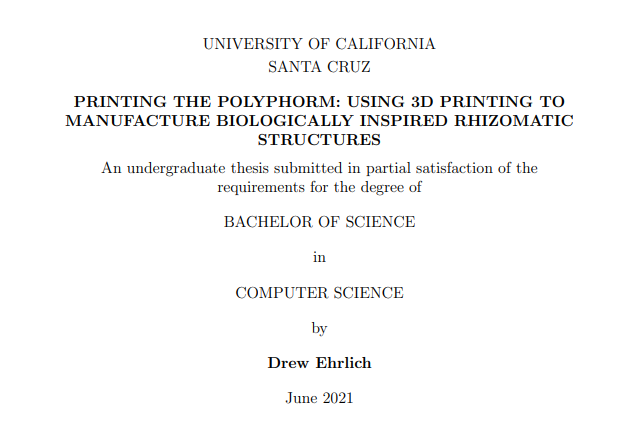 UNIVERSITY OF CALIFORNIA
SANTA CRUZ
PRINTING THE POLYPHORM: USING 3D PRINTING TO
MANUFACTURE BIOLOGICALLY INSPIRED RHIZOMATIC
STRUCTURES
An undergraduate thesis submitted in partial satisfaction of the
requirements for the degree of
BACHELOR OF SCIENCE
in
COMPUTER SCIENCE
by
Drew Ehrlich
June 2021